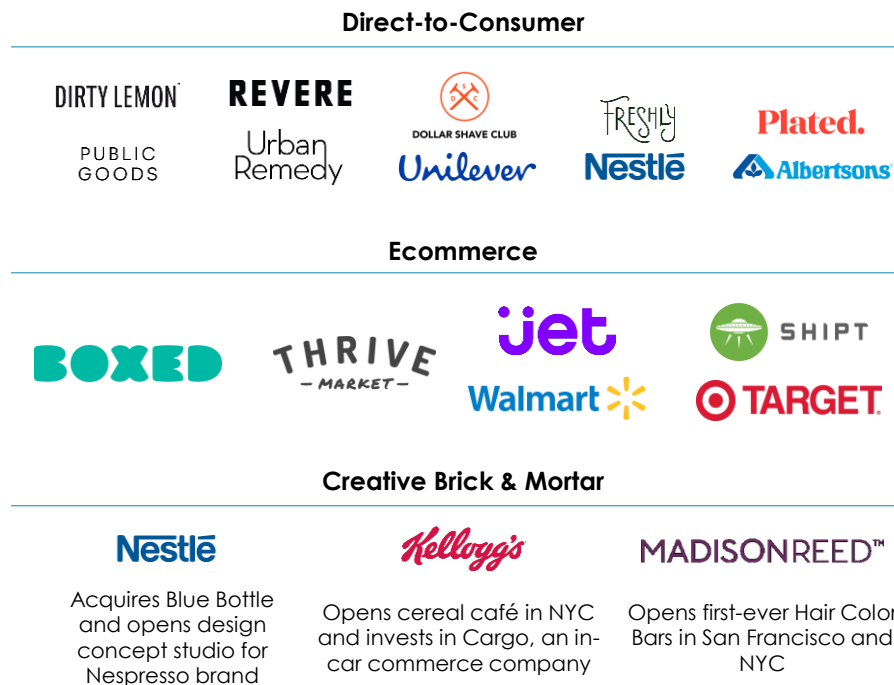 Direct-to-Consumer
DIRTY LEMON™
REVERE
D S C
DOLLAR SHAVE CLUB
FRESHLY
Plated.
PUBLIC
GOODS
Urban
Remedy
Unilever
Nestlé
Albertsons®
Ecommerce
BOXED
THRIVE
MARKET
jet
SHIPT
Walmart
TARGET
Creative Brick & Mortar
Nestlé
Kellogg's
MADISONREED™
Acquires Blue Bottle
and opens design
concept studio for
Nespresso brand
Opens cereal café in NYC
and invests in Cargo, an in-
car commerce company
Opens first-ever Hair Color
Bars in San Francisco and
NYC